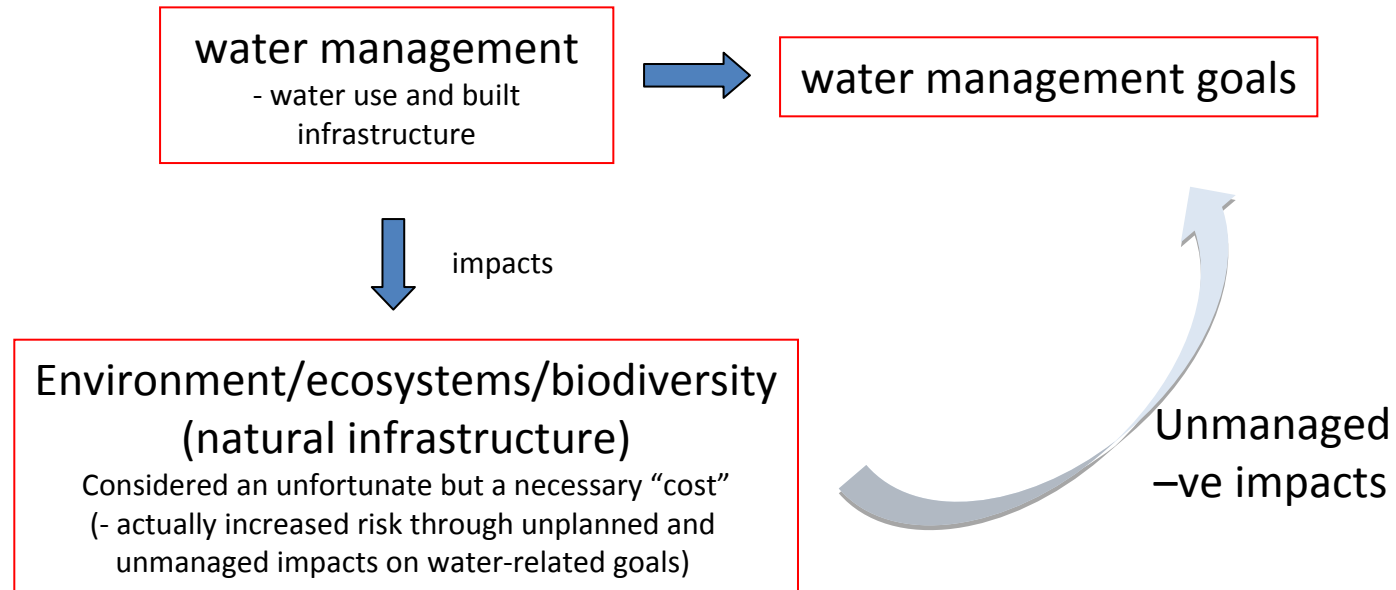 water management
- water use and built
infrastructure
water management goals
impacts
Environment/ecosystems/biodiversity
(natural infrastructure)
Considered an unfortunate but a necessary “cost”
(- actually increased risk through unplanned and
unmanaged impacts on water-related goals)
Unmanaged
–ve impacts